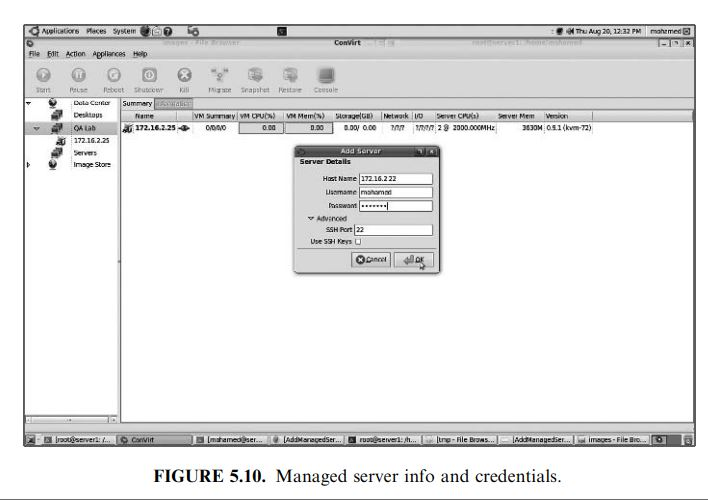 Applications Places System
Thu Aug 20, 12:32 PM mohamed
images - File Browser
ConVirt
File Edit Action Appliances Help
Start Pause Reboot Shutdown Kill Migrate Snapshot Restore Console
Data Center
Desktops
QA Lab
172.16.2.25
Servers
Image Store
Summary Information
Name VM Summary VM CPU(%) VM Mem(%) Storage(GB) Network I/O Server CPU(s) Server Mem Version
172.16.2.25 0/0/0/0 0.00 0.00 0.00/ 0.00 ?/?/? ?/?/?/? 2 @ 2000.000MHz 3630M 0.9.1 (kvm-72)
Add Server
Server Details
Host Name 172.16.2.22
Username mohamed
Password •••••••
Advanced
SSH Port 22
Use SSH Keys
Cancel OK
[root@server1: /... ConVirt [mohamed@ser... [AddManagedSer... root@server1: /h... [tmp - File Brows... [AddManagedSer... images - File Bro...
FIGURE 5.10. Managed server info and credentials.